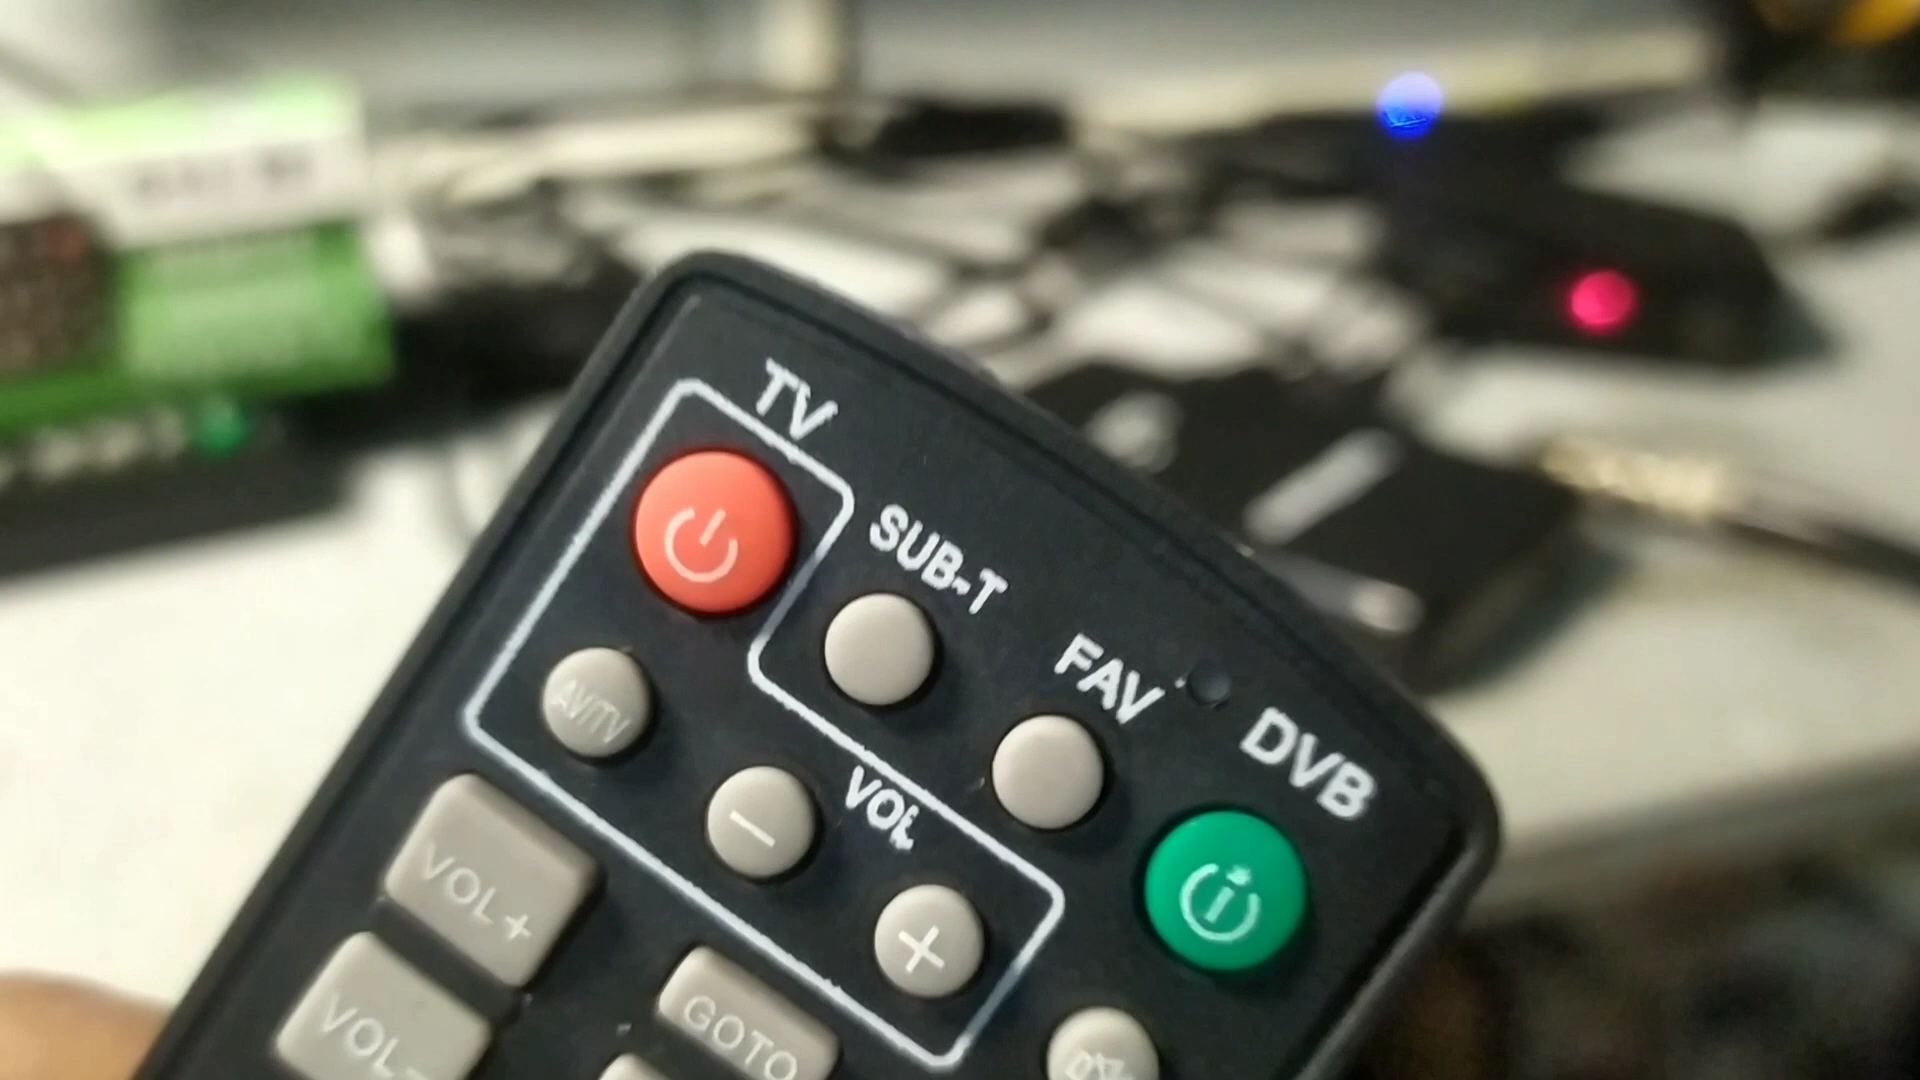 TV
SUB-T
FAV
DVB
AV/TV
VOL
-
+
VOL+
VOL-
GOTO